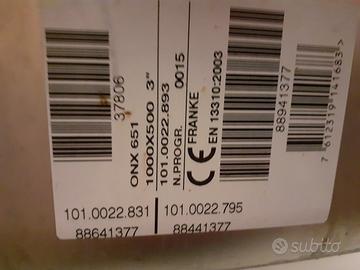 37806
ONX 651
1000X500 3"
101.0022.893
N.PROGR. 0015
CE FRANKE
EN 13310:2003
88941377
7 612319 141683 >
101.0022.831
88641377
101.0022.795
88441377
subito